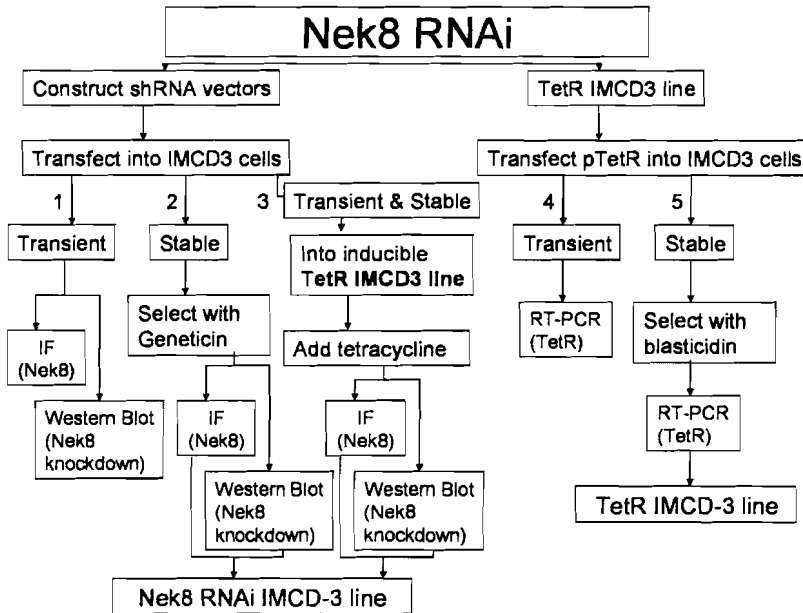 Nek8 RNAi
Construct shRNA vectors
TetR IMCD3 line
Transfect into IMCD3 cells
Transfect pTetR into IMCD3 cells
1
2
3
Transient & Stable
4
5
Transient
Stable
Into inducible
TetR IMCD3 line
Transient
Stable
IF
(Nek8)
Select with
Geneticin
Add tetracycline
RT-PCR
(TetR)
Select with
blasticidin
Western Blot
(Nek8
knockdown)
IF
(Nek8)
IF
(Nek8)
RT-PCR
(TetR)
Western Blot
(Nek8
knockdown)
Western Blot
(Nek8
knockdown)
TetR IMCD-3 line
Nek8 RNAi IMCD-3 line